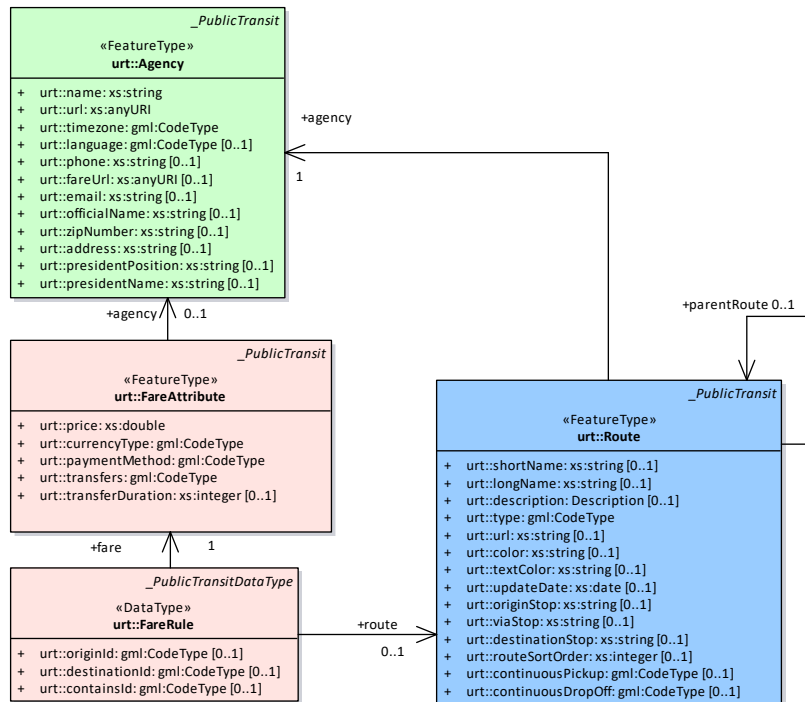 _PublicTransit
«FeatureType»
urt::Agency
+ urt::name: xs:string
+ urt::url: xs:anyURI
+ urt::timezone: gml:CodeType
+ urt::language: gml:CodeType [0..1]
+ urt::phone: xs:string [0..1]
+ urt::fareUrl: xs:anyURI [0..1]
+ urt::email: xs:string [0..1]
+ urt::officialName: xs:string [0..1]
+ urt::zipNumber: xs:string [0..1]
+ urt::address: xs:string [0..1]
+ urt::presidentPosition: xs:string [0..1]
+ urt::presidentName: xs:string [0..1]
+agency
1
+agency 0..1
+parentRoute 0..1
_PublicTransit
«FeatureType»
urt::FareAttribute
+ urt::price: xs:double
+ urt::currencyType: gml:CodeType
+ urt::paymentMethod: gml:CodeType
+ urt::transfers: gml:CodeType
+ urt::transferDuration: xs:integer [0..1]
+fare 1
_PublicTransitDataType
«DataType»
urt::FareRule
+ urt::originId: gml:CodeType [0..1]
+ urt::destinationId: gml:CodeType [0..1]
+ urt::containsId: gml:CodeType [0..1]
+route
0..1
_PublicTransit
«FeatureType»
urt::Route
+ urt::shortName: xs:string [0..1]
+ urt::longName: xs:string [0..1]
+ urt::description: Description [0..1]
+ urt::type: gml:CodeType
+ urt::url: xs:string [0..1]
+ urt::color: xs:string [0..1]
+ urt::textColor: xs:string [0..1]
+ urt::updateDate: xs:date [0..1]
+ urt::originStop: xs:string [0..1]
+ urt::viaStop: xs:string [0..1]
+ urt::destinationStop: xs:string [0..1]
+ urt::routeSortOrder: xs:integer [0..1]
+ urt::continuousPickup: gml:CodeType [0..1]
+ urt::continuousDropOff: gml:CodeType [0..1]